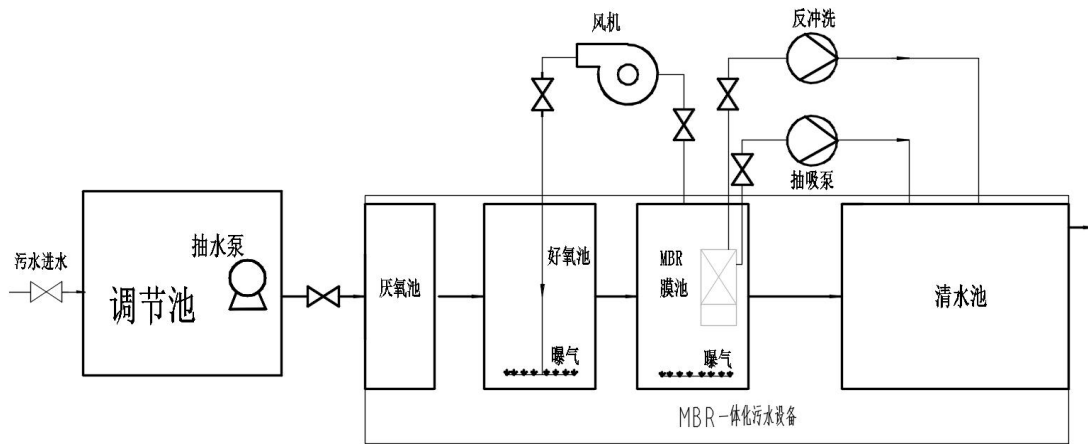 反冲洗
风机
抽吸泵
抽水泵
污水进水
调节池
厌氧池
好氧池
曝气
MBR
膜池
曝气
清水池
MBR一体化污水设备